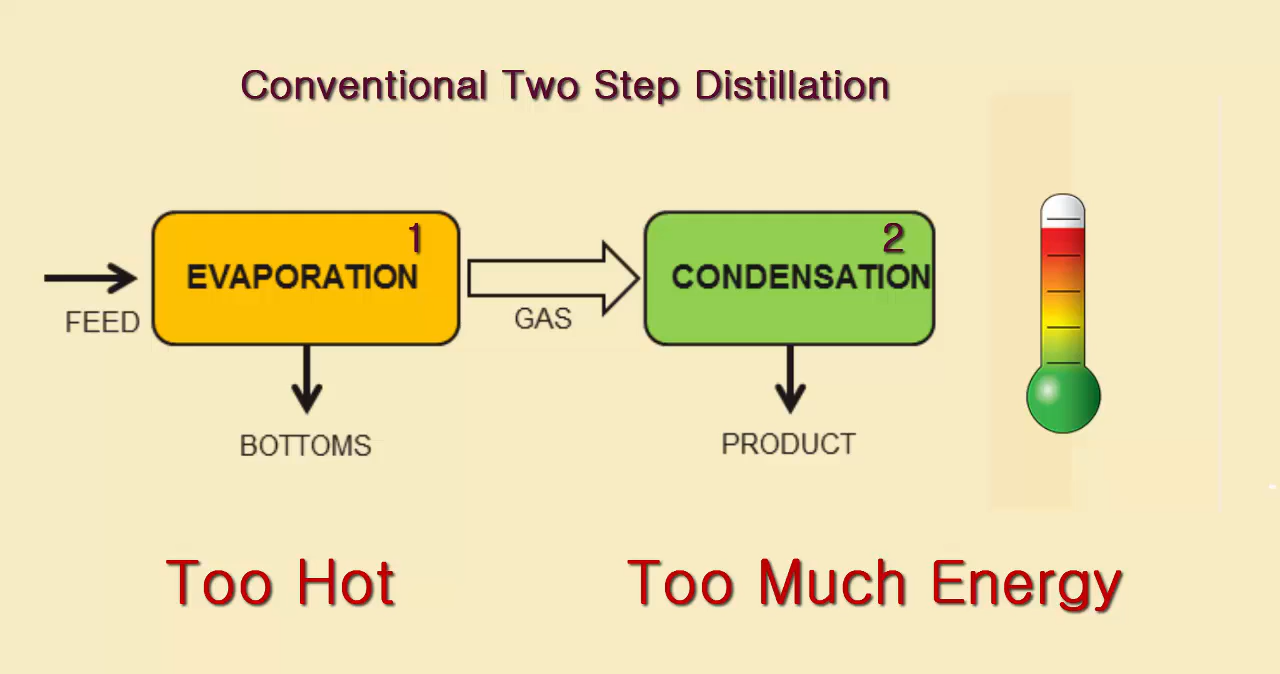 Conventional Two Step Distillation
1
EVAPORATION
2
CONDENSATION
FEED
GAS
BOTTOMS
PRODUCT
Too Hot
Too Much Energy